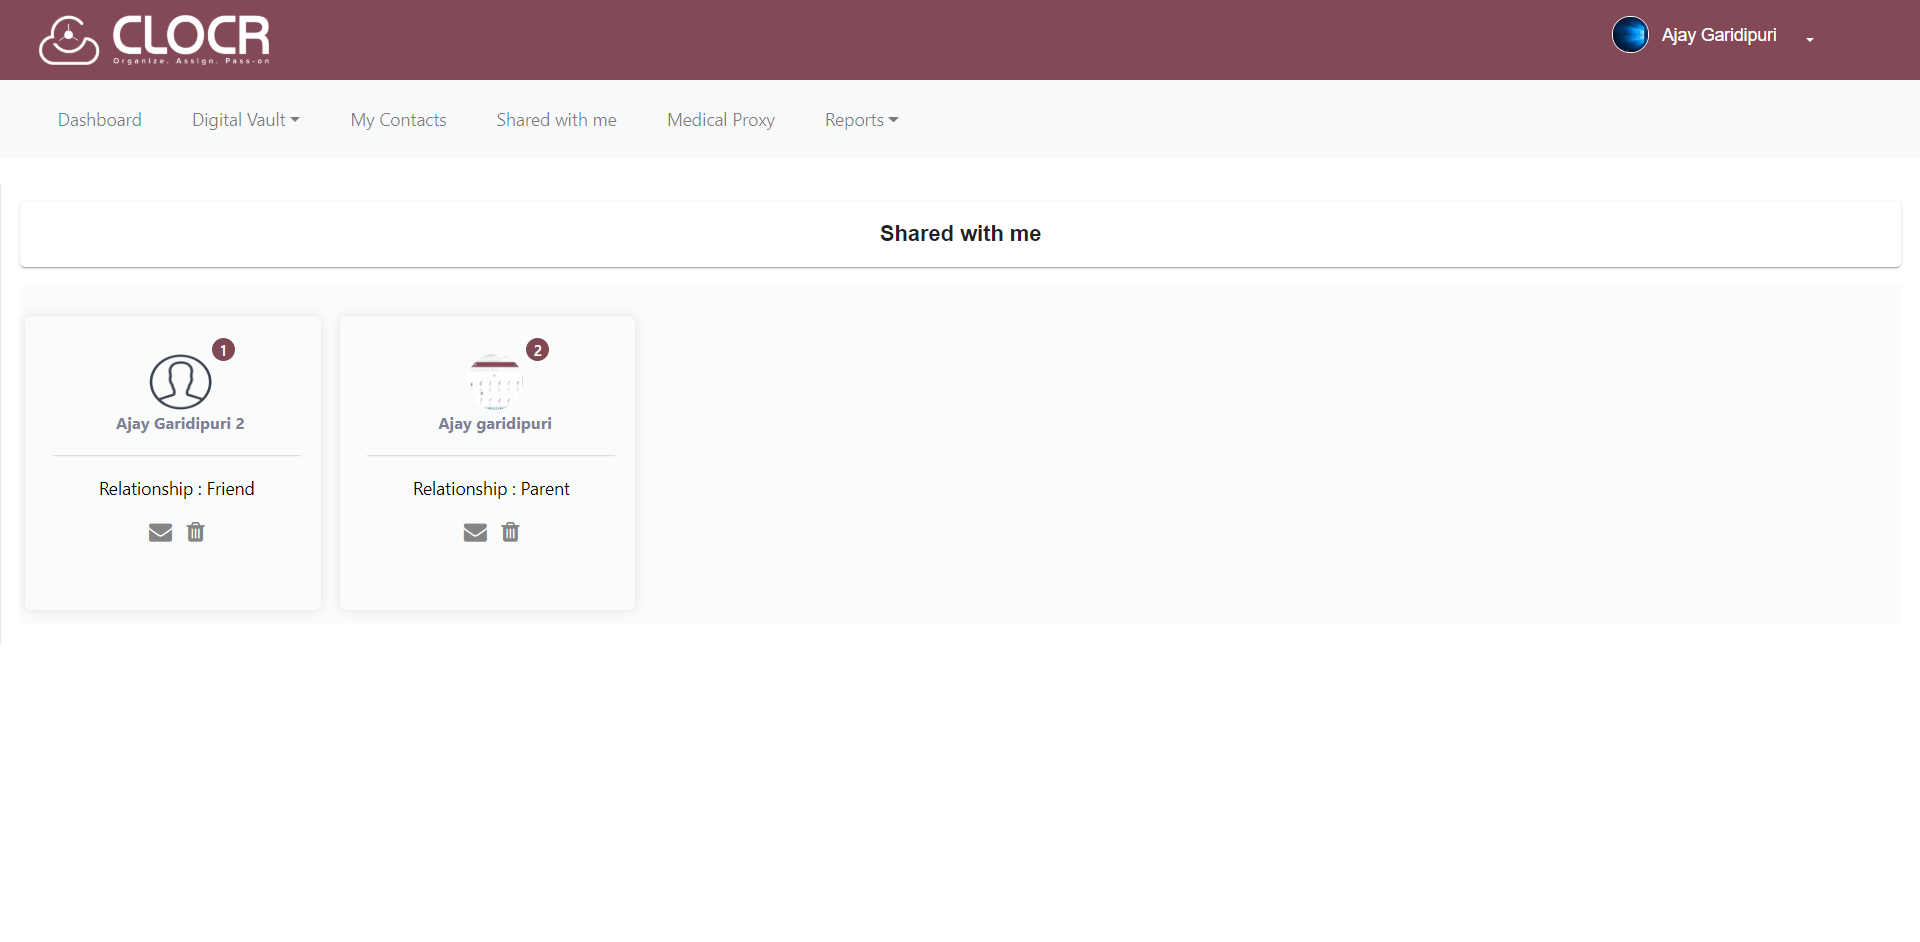 CLOCR
Organize. Assign. Pass-on
Ajay Garidipuri
Dashboard
Digital Vault
My Contacts
Shared with me
Medical Proxy
Reports
Shared with me
1
Ajay Garidipuri 2
Relationship : Friend
2
Ajay garidipuri
Relationship : Parent